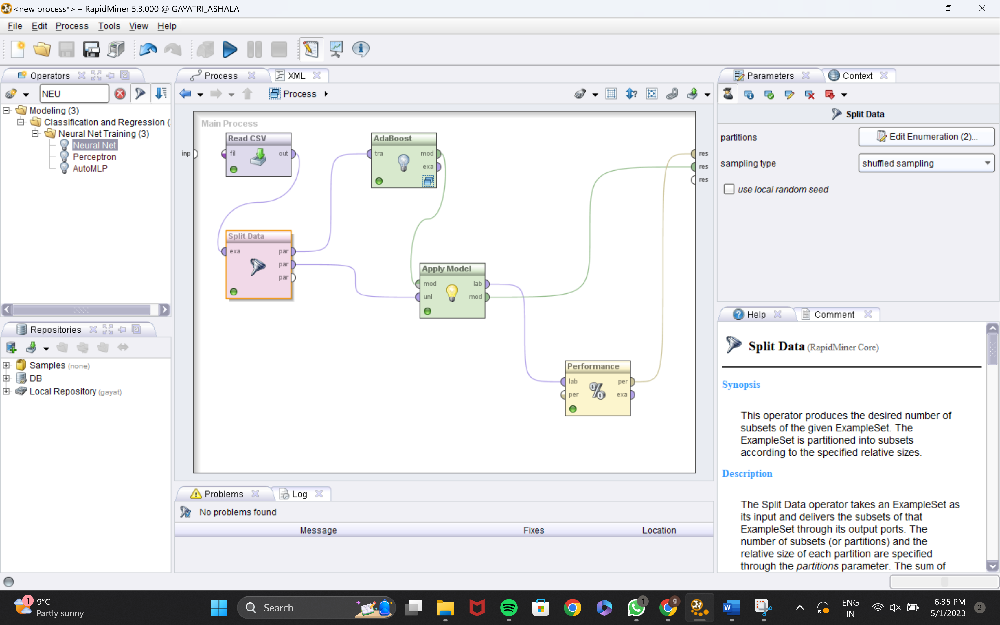 <new process*> – RapidMiner 5.3.000 @ GAYATRI_ASHALA
File Edit Process Tools View Help
Operators
NEU
Modeling (3)
Classification and Regression (
Neural Net Training (3)
Neural Net
Perceptron
AutoMLP
Repositories
Samples (none)
DB
Local Repository (gayat)
Process XML
Process
Main Process
inp
Read CSV
fil out
AdaBoost
tra mod
exa
Split Data
exa par
par
par
Apply Model
mod lab
unl mod
Performance
lab per
per exa
res
res
res
Problems Log
No problems found
Message Fixes Location
Parameters Context
Split Data
partitions Edit Enumeration (2)...
sampling type shuffled sampling
use local random seed
Help Comment
Split Data (RapidMiner Core)
Synopsis
This operator produces the desired number of
subsets of the given ExampleSet. The
ExampleSet is partitioned into subsets
according to the specified relative sizes.
Description
The Split Data operator takes an ExampleSet as
its input and delivers the subsets of that
ExampleSet through its output ports. The
number of subsets (or partitions) and the
relative size of each partition are specified
through the partitions parameter. The sum of
1
9°C
Partly sunny
Search
1
g
ENG
IN
6:35 PM
5/1/2023
2